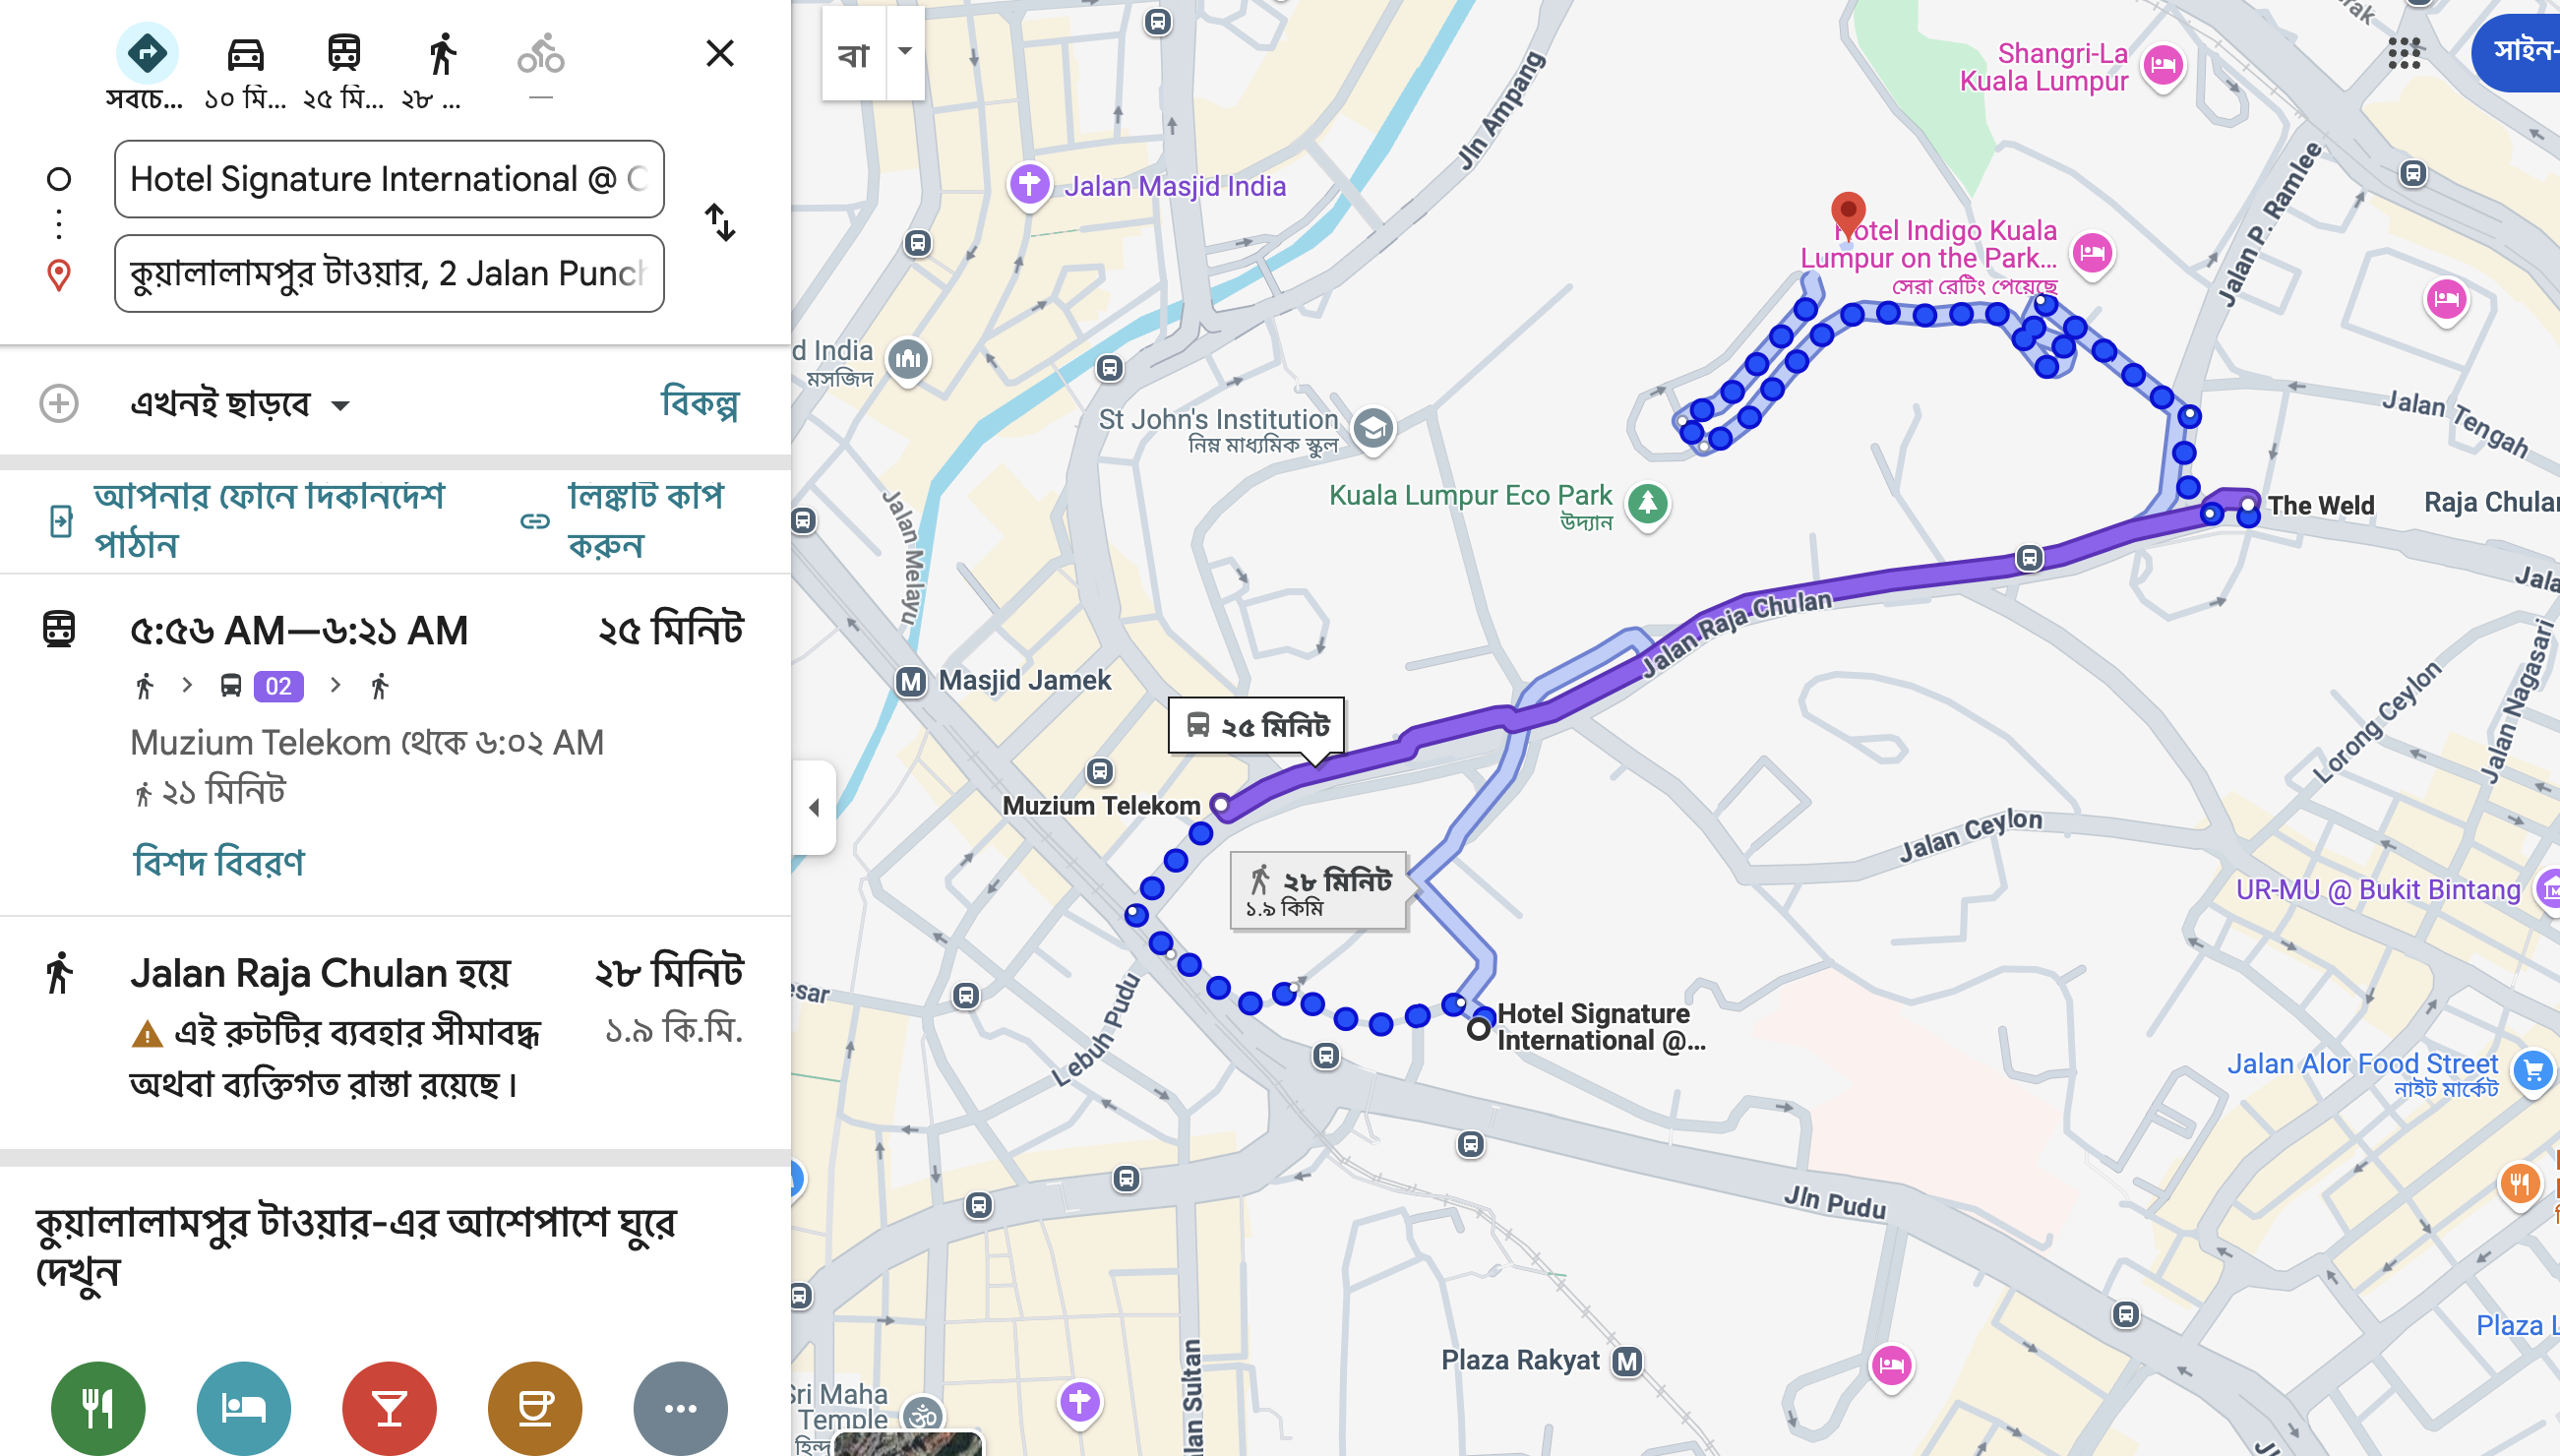 সবচে...
১০ মি...
২৫ মি...
২৮ ...
—
Hotel Signature International @
কুয়ালালামপুর টাওয়ার, 2 Jalan Punch
এখনই ছাড়বে
বিকল্প
আপনার ফোনে দিকনির্দেশ
পাঠান
লিঙ্কটি কপি
করুন
৫:৫৬ AM—৬:২১ AM
২৫ মিনিট
02
Muzium Telekom থেকে ৬:০২ AM
২১ মিনিট
বিশদ বিবরণ
Jalan Raja Chulan হয়ে
২৮ মিনিট
এই রুটটির ব্যবহার সীমাবদ্ধ
১.৯ কি.মি.
অথবা ব্যক্তিগত রাস্তা রয়েছে।
কুয়ালালামপুর টাওয়ার-এর আশেপাশে ঘুরে
দেখুন
বা
সাইন-
Shangri-La
Kuala Lumpur
Jln Ampang
Jalan P. Ramlee
Jalan Masjid India
Hotel Indigo Kuala
Lumpur on the Park...
সেরা রেটিং পেয়েছে
d India
মসজিদ
St John's Institution
নিম্ন মাধ্যমিক স্কুল
Jalan Tengah
Kuala Lumpur Eco Park
উদ্যান
The Weld
Raja Chulan
Jalan Melayu
Jala
Jalan Raja Chulan
Masjid Jamek
২৫ মিনিট
Lorong Ceylon
Jalan Nagasari
Muzium Telekom
Jalan Ceylon
২৮ মিনিট
১.৯ কিমি
UR-MU @ Bukit Bintang
esar
Lebuh Pudu
Hotel Signature
International @...
Jalan Alor Food Street
নাইট মার্কেট
Jln Pudu
Plaza L
Plaza Rakyat
lan Sultan
Sri Maha
Temple
হিন্দু